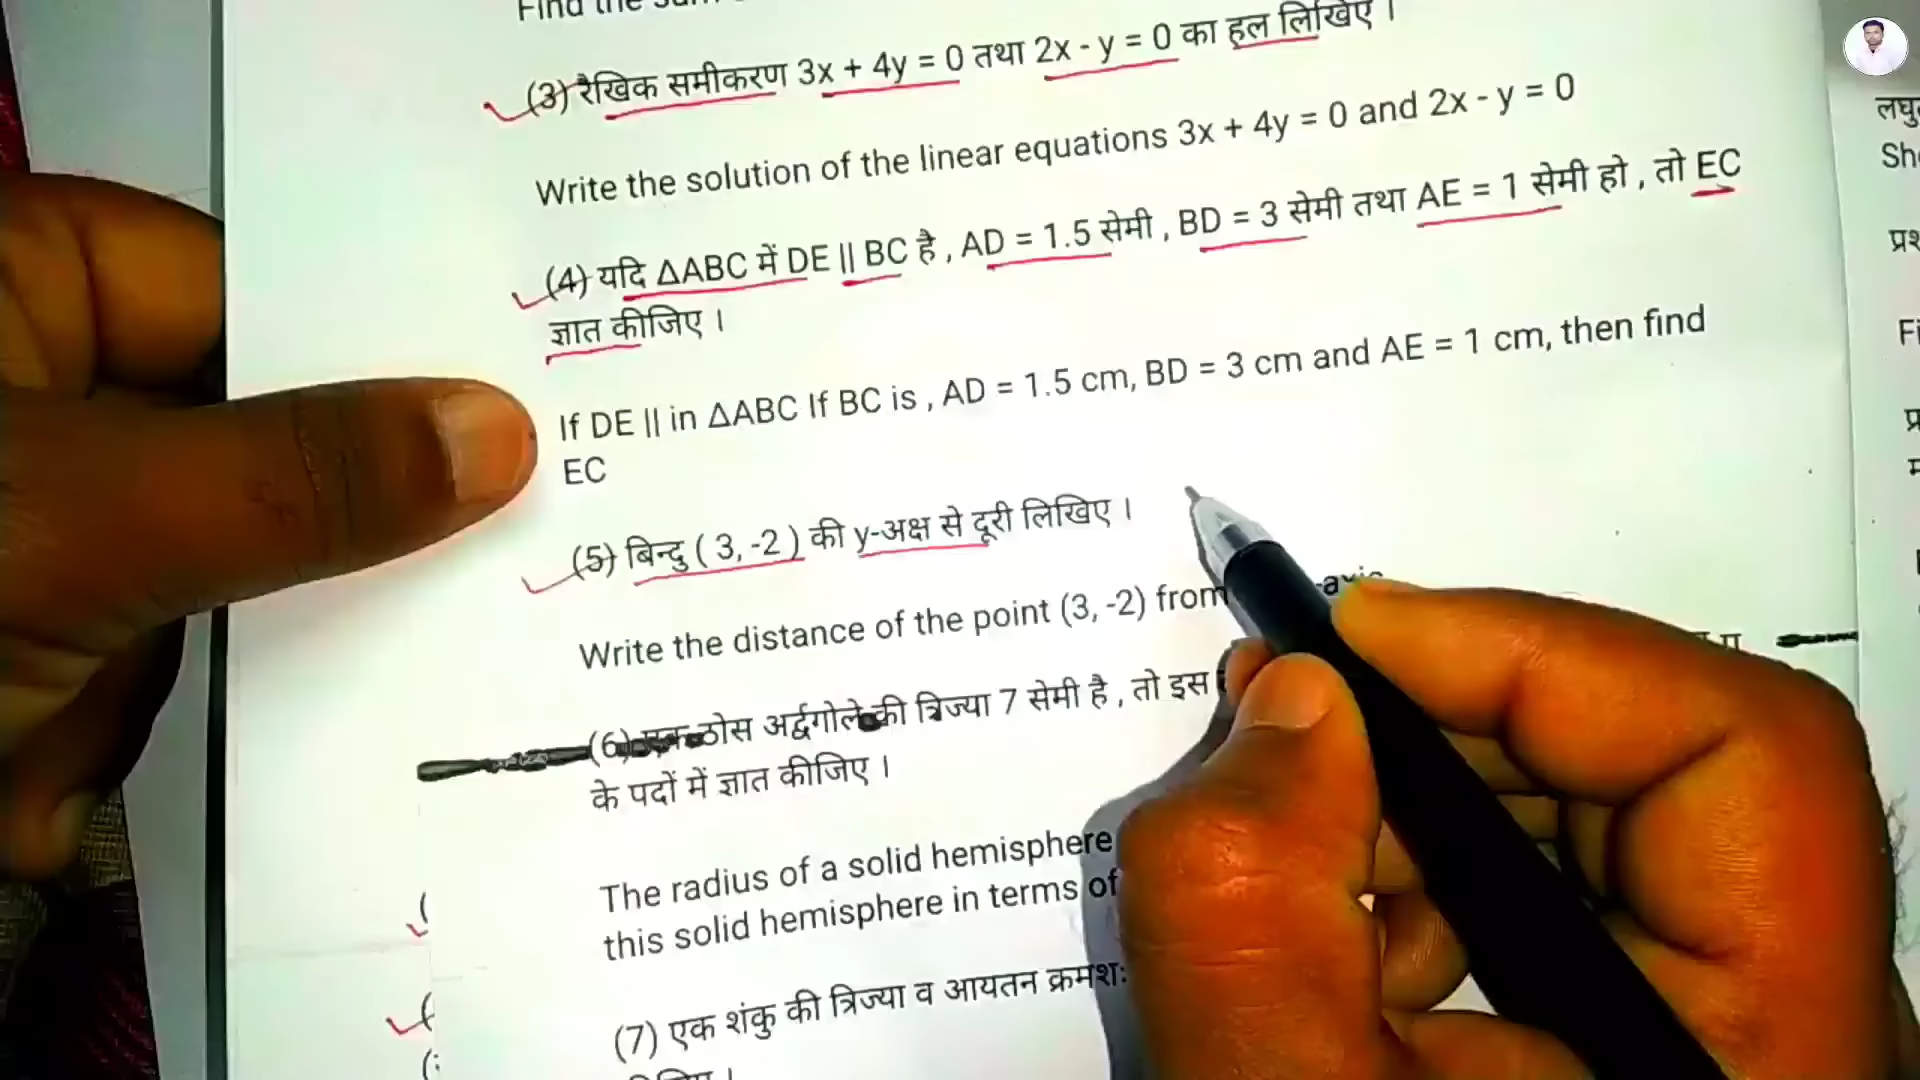 Find the
(3) रैखिक समीकरण 3x + 4y = 0 तथा 2x - y = 0 का हल लिखिए ।
Write the solution of the linear equations 3x + 4y = 0 and 2x - y = 0
(4) यदि ΔABC में DE || BC है , AD = 1.5 सेमी , BD = 3 सेमी तथा AE = 1 सेमी हो , तो EC
ज्ञात कीजिए ।
If DE || in ΔABC If BC is , AD = 1.5 cm, BD = 3 cm and AE = 1 cm, then find
EC
(5) बिन्दु ( 3, -2 ) की y-अक्ष से दूरी लिखिए ।
Write the distance of the point (3, -2) from
(6) ठोस अर्द्धगोले की त्रिज्या 7 सेमी है , तो इस
के पदों में ज्ञात कीजिए ।
The radius of a solid hemisphere
this solid hemisphere in terms of
(7) एक शंकु की त्रिज्या व आयतन क्रमशः